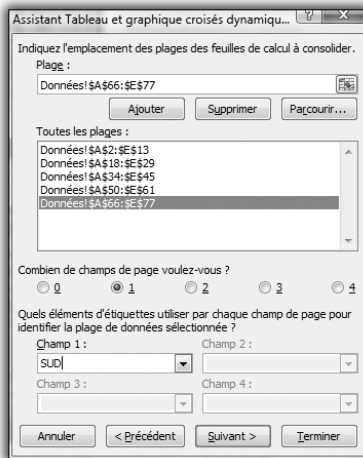 Assistant Tableau et graphique croisés dynamiqu...
Indiquez l'emplacement des plages des feuilles de calcul à consolider.
Plage :
Données!$A$66:$E$77
Ajouter Supprimer Parcourir...
Toutes les plages :
Données!$A$2:$E$13
Données!$A$18:$E$29
Données!$A$34:$E$45
Données!$A$50:$E$61
Données!$A$66:$E$77
Combien de champs de page voulez-vous ?
0 1 2 3 4
Quels éléments d'étiquettes utiliser par chaque champ de page pour
identifier la plage de données sélectionnée ?
Champ 1 : Champ 2 :
SUD
Champ 3 : Champ 4 :
Annuler < Précédent Suivant > Terminer